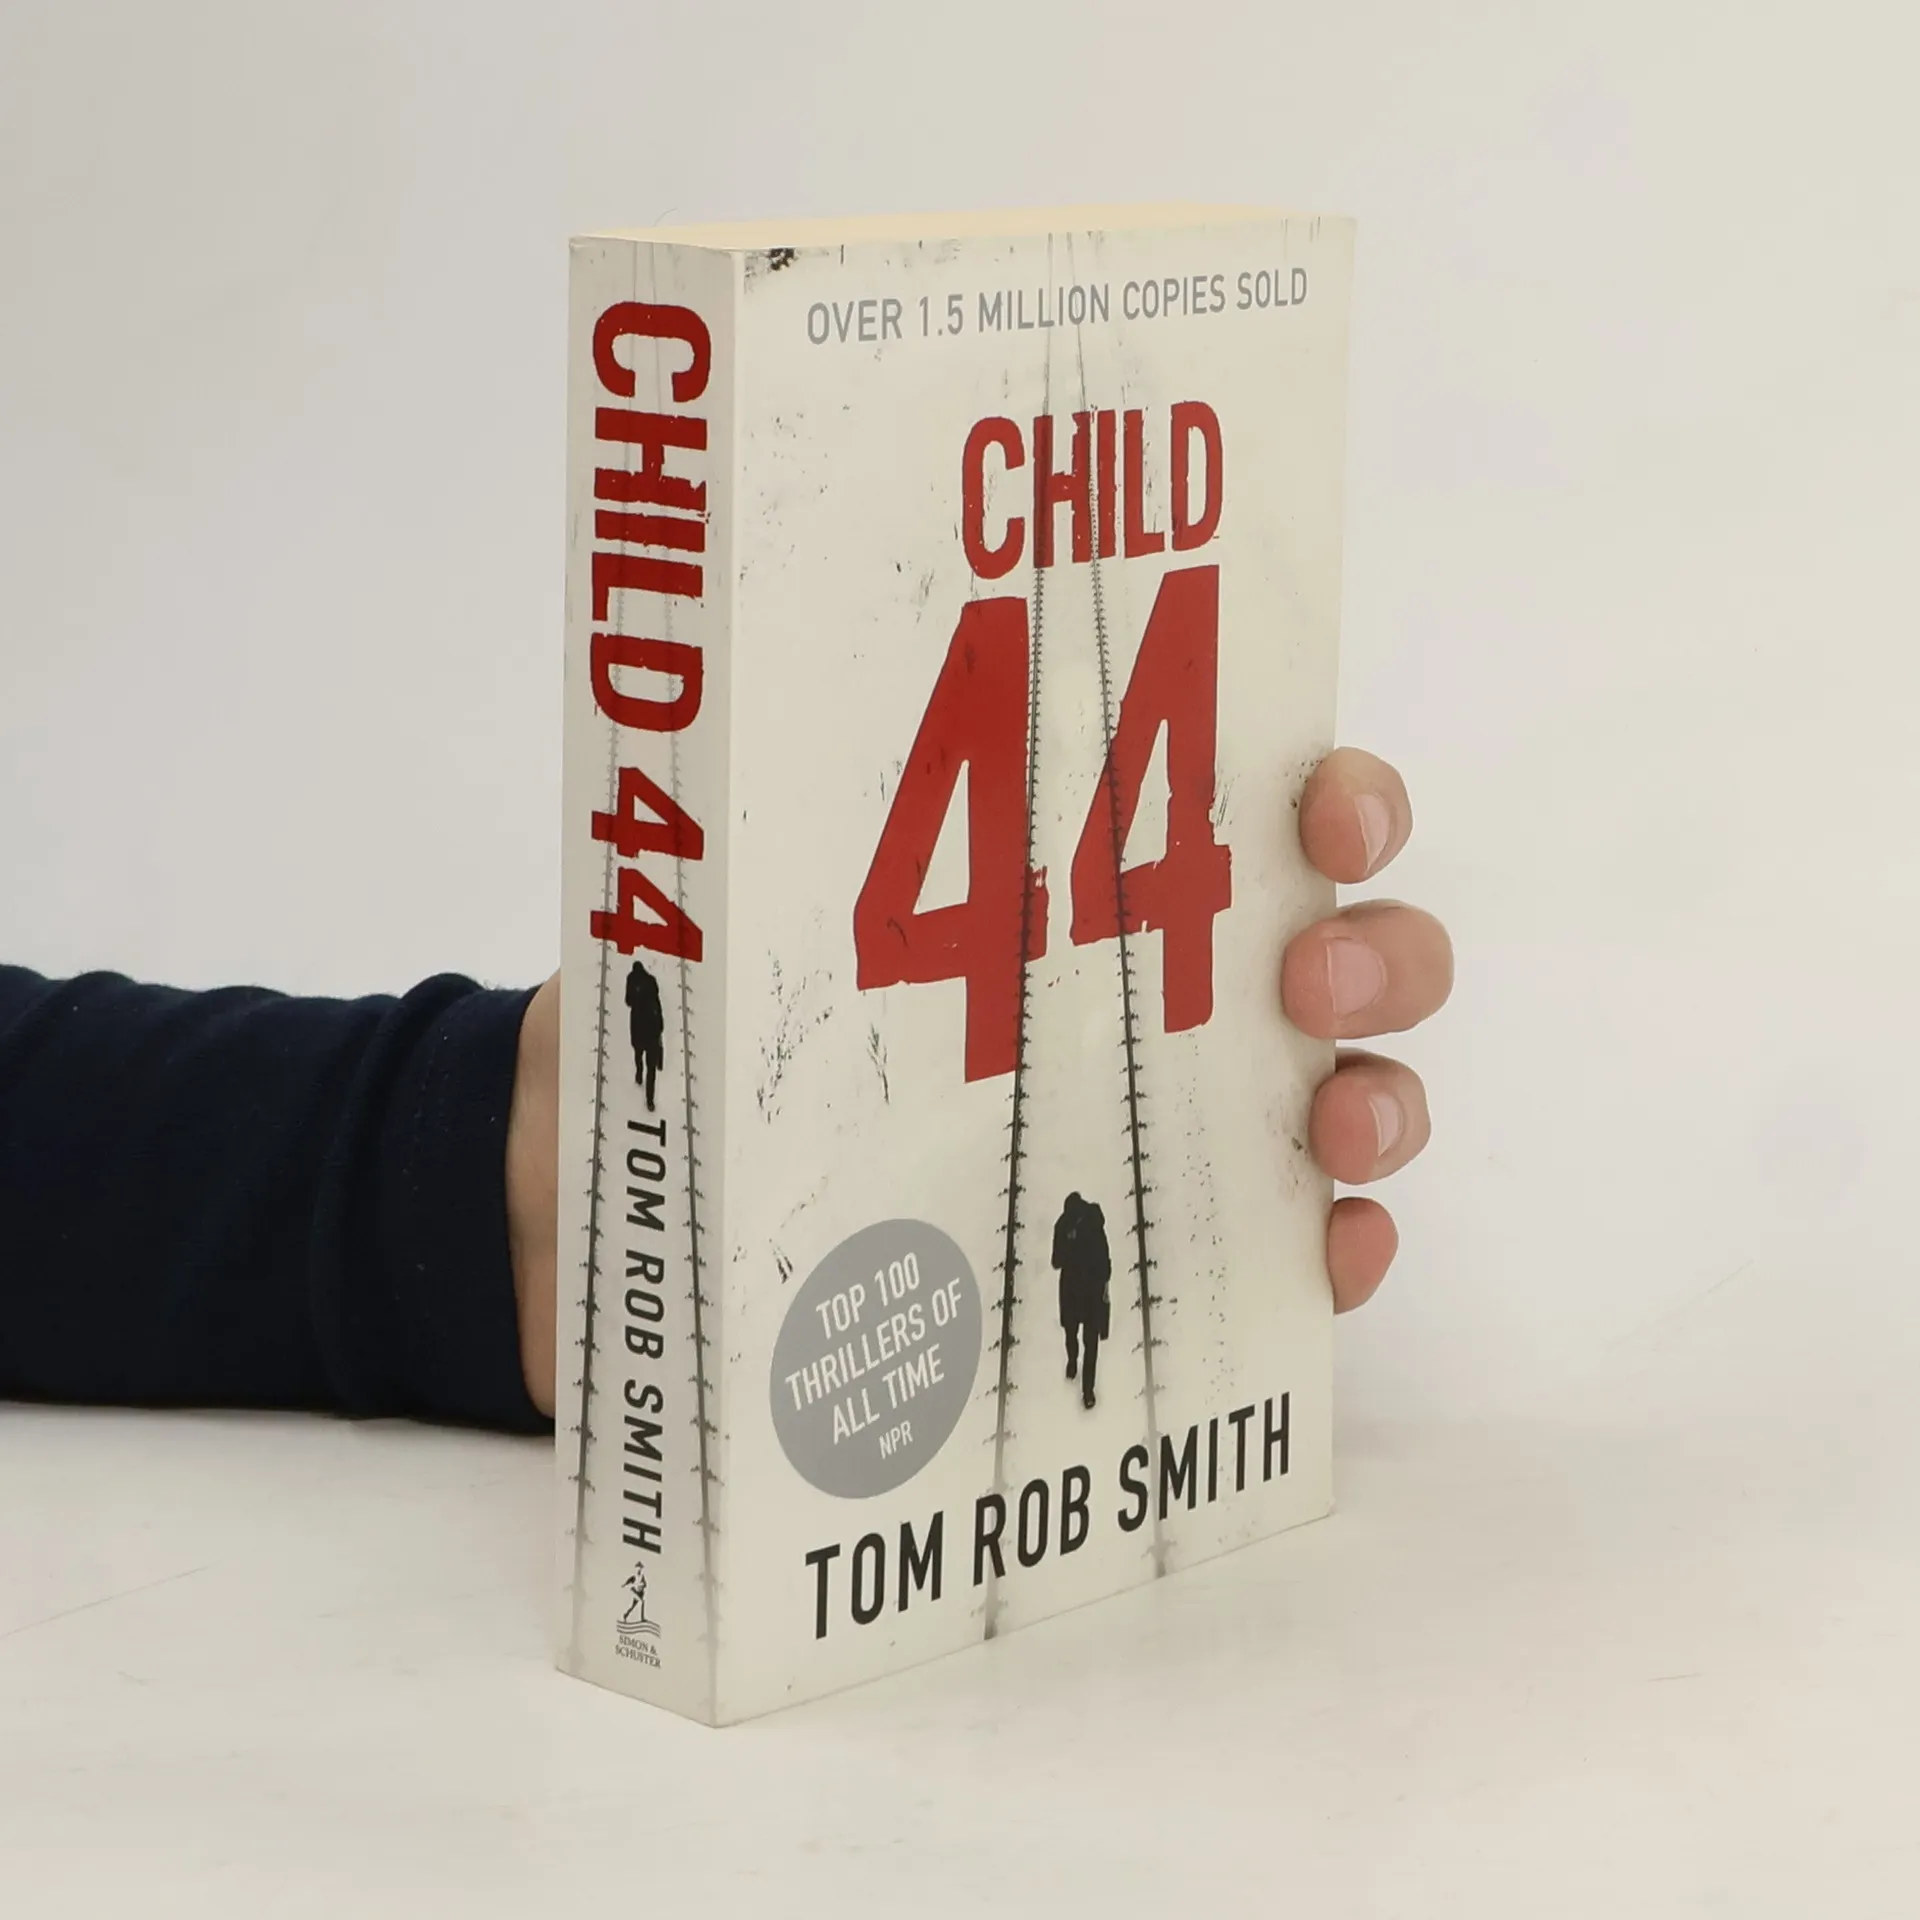 CHILD 44
TOM ROB SMITH
SIMON &
SCHUSTER
OVER 1.5 MILLION COPIES SOLD
CHILD
44
TOP 100
THRILLERS OF
ALL TIME
NPR
TOM ROB SMITH